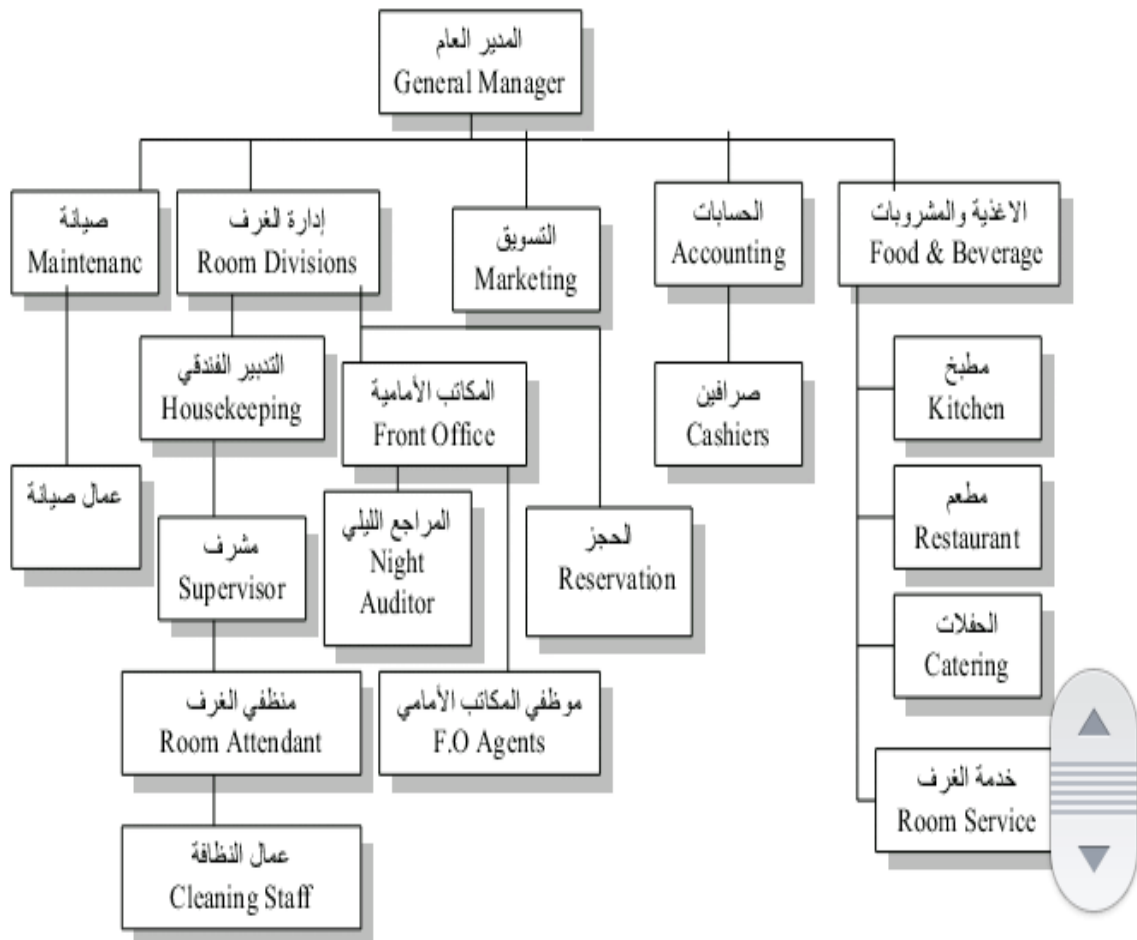 المدير العام
General Manager
صيانة
Maintenanc
إدارة الغرف
Room Divisions
التسويق
Marketing
الحسابات
Accounting
الاغذية والمشروبات
Food & Beverage
التدبير الفندقي
Housekeeping
المكاتب الأمامية
Front Office
صرافين
Cashiers
مطبخ
Kitchen
عمال صيانة
مشرف
Supervisor
المراجع الليلي
Night
Auditor
الحجز
Reservation
مطعم
Restaurant
الحفلات
Catering
منظفي الغرف
Room Attendant
موظفي المكاتب الأمامي
F.O Agents
خدمة الغرف
Room Service
عمال النظافة
Cleaning Staff